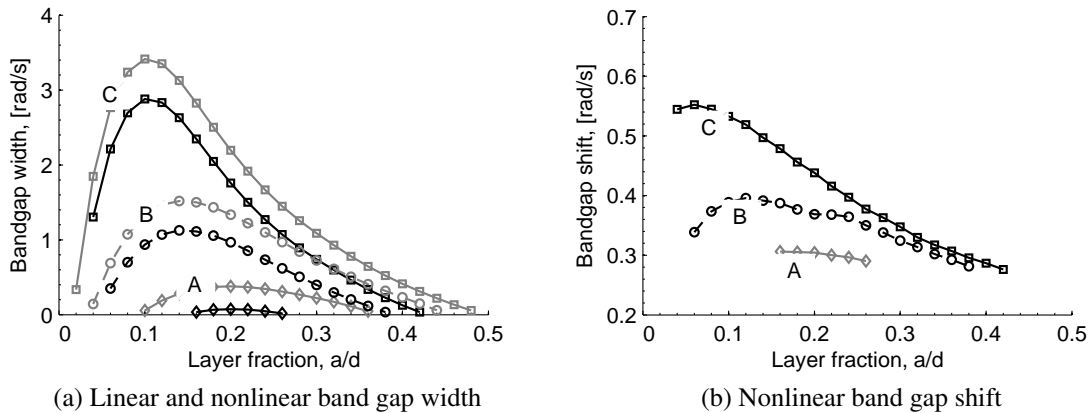 4
3
2
1
0
0
0.1
0.2
0.3
0.4
0.5
Bandgap width, [rad/s]
Layer fraction, a/d
C
B
A
(a) Linear and nonlinear band gap width
0.7
0.6
0.5
0.4
0.3
0.2
0
0.1
0.2
0.3
0.4
0.5
Bandgap shift, [rad/s]
Layer fraction, a/d
C
B
A
(b) Nonlinear band gap shift